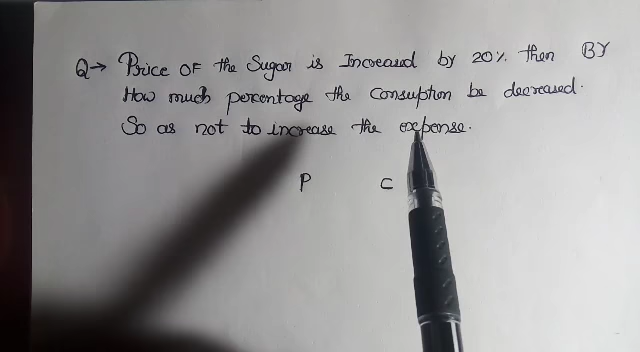 Q→ Price OF the Sugar is Increased by 20% then BY
How much percentage the Consuption be decreased.
So as not to increase the expense.
P C